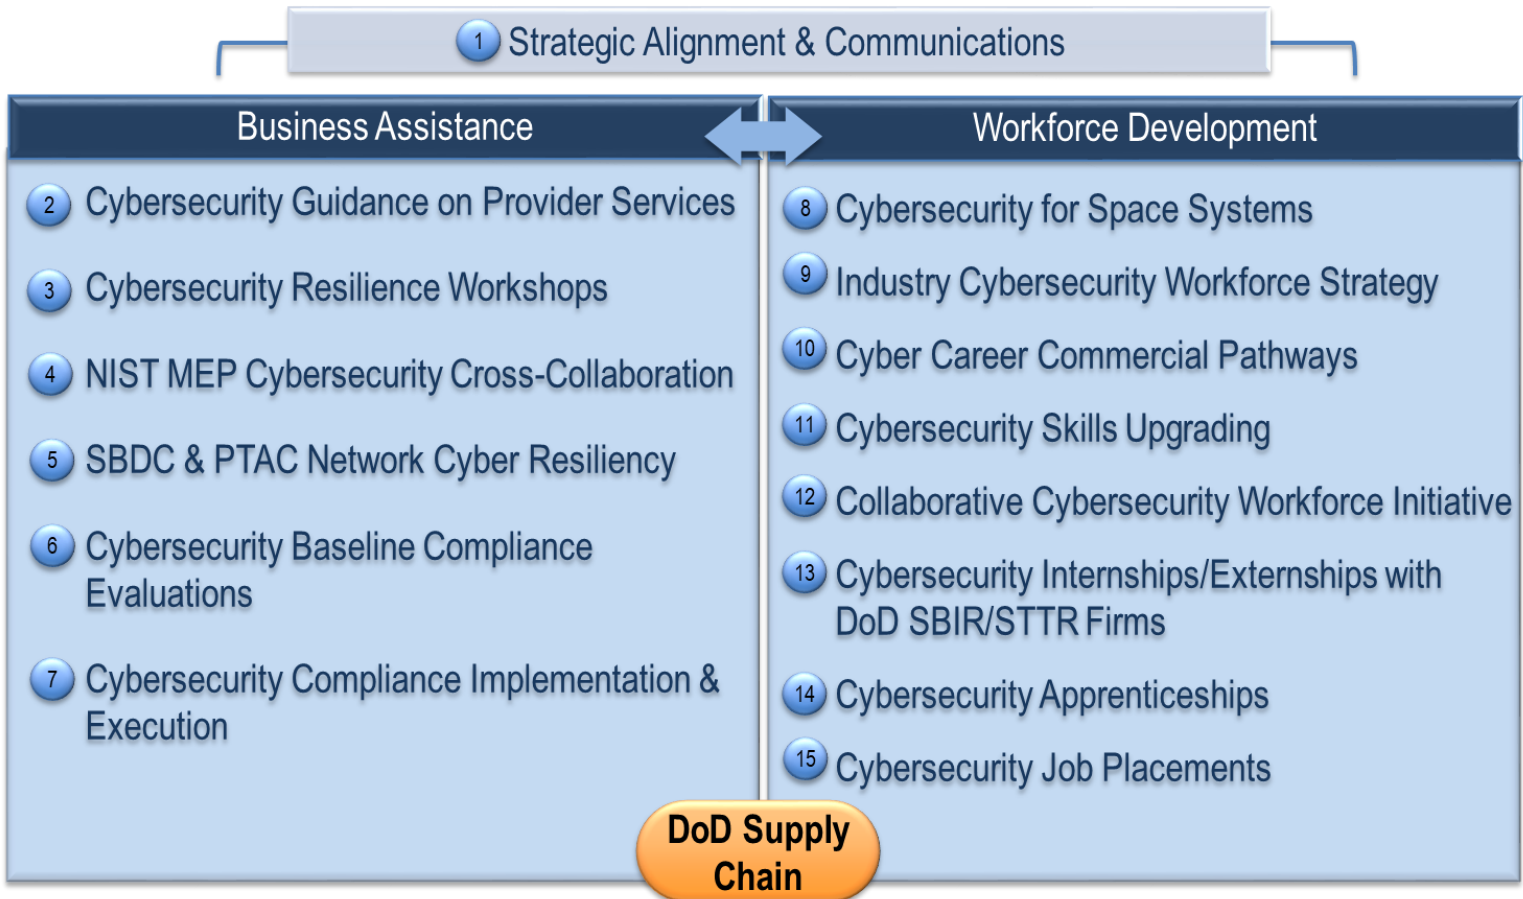 1 Strategic Alignment & Communications
Business Assistance
2 Cybersecurity Guidance on Provider Services
3 Cybersecurity Resilience Workshops
4 NIST MEP Cybersecurity Cross-Collaboration
5 SBDC & PTAC Network Cyber Resiliency
6 Cybersecurity Baseline Compliance
Evaluations
7 Cybersecurity Compliance Implementation &
Execution
Workforce Development
8 Cybersecurity for Space Systems
9 Industry Cybersecurity Workforce Strategy
10 Cyber Career Commercial Pathways
11 Cybersecurity Skills Upgrading
12 Collaborative Cybersecurity Workforce Initiative
13 Cybersecurity Internships/Externships with
DoD SBIR/STTR Firms
14 Cybersecurity Apprenticeships
15 Cybersecurity Job Placements
DoD Supply
Chain